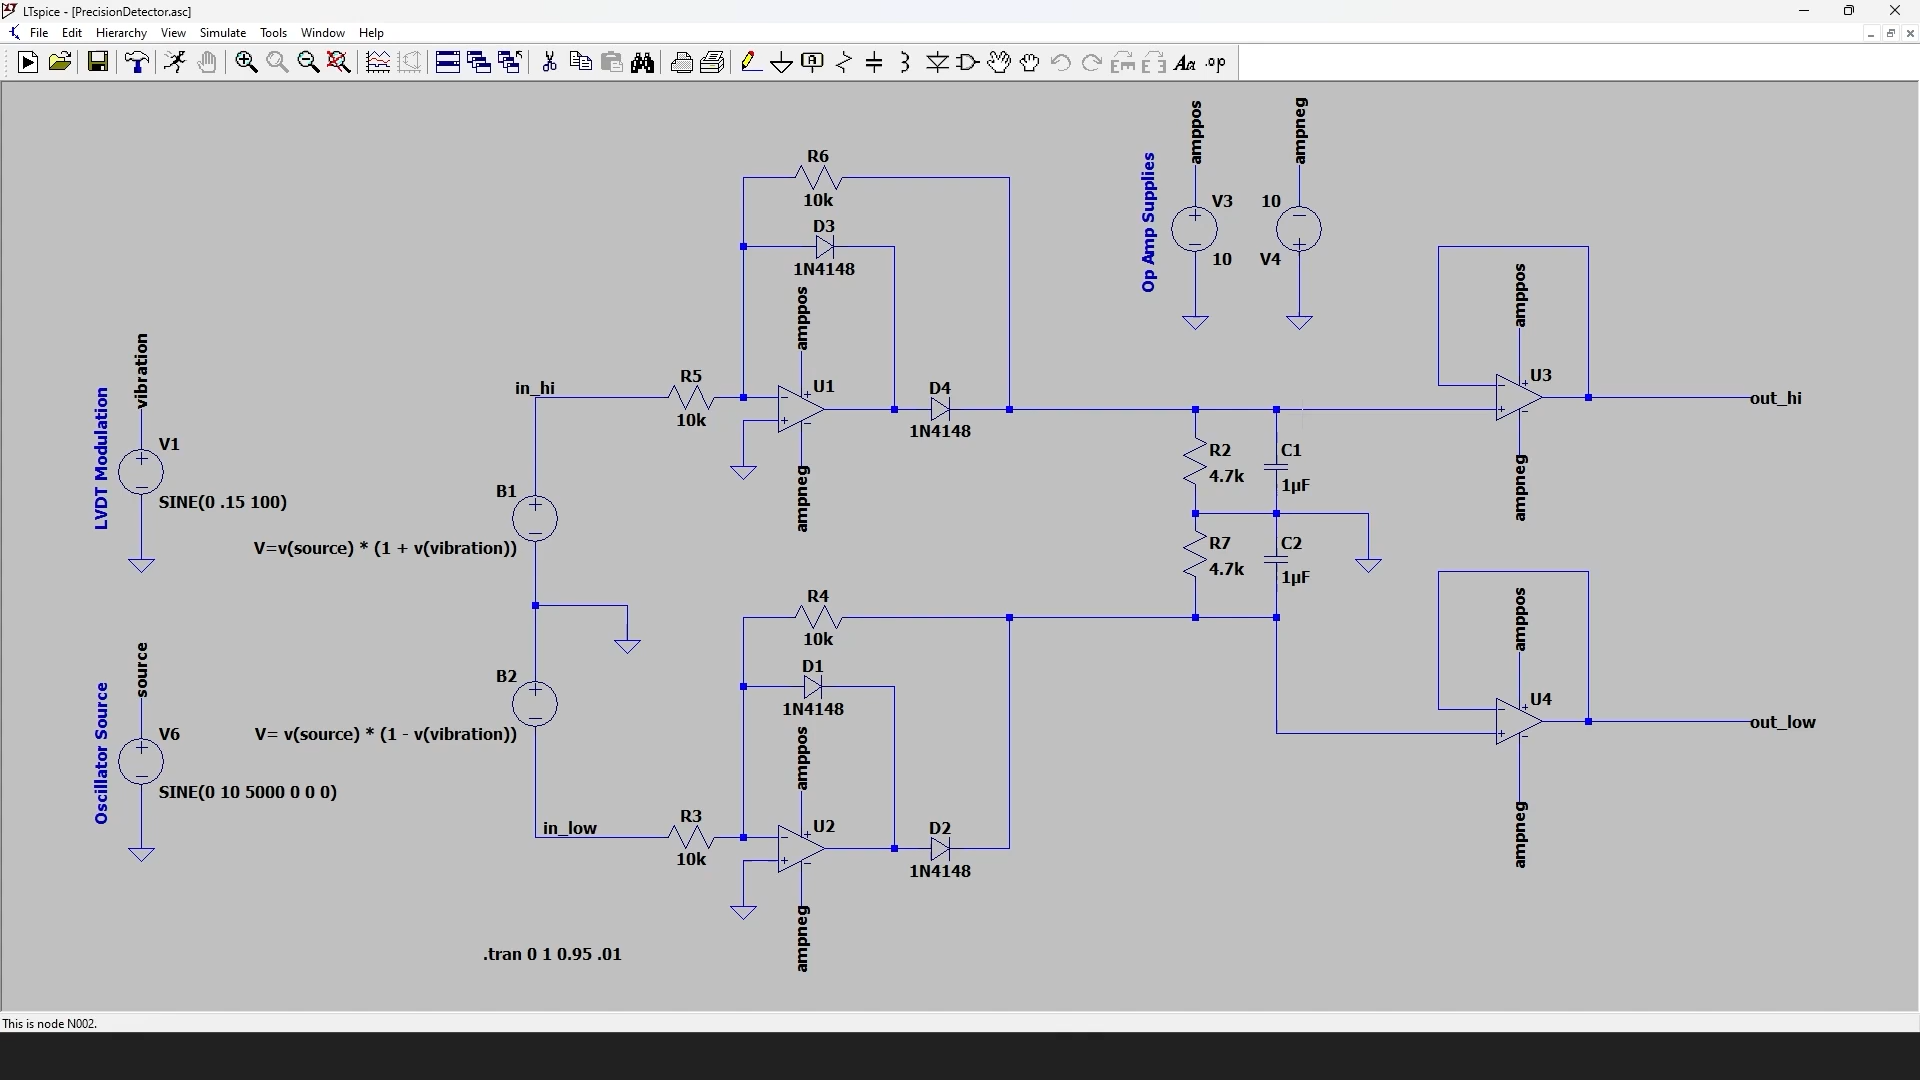 LTspice - [PrecisionDetector.asc]
File Edit Hierarchy View Simulate Tools Window Help
A
Aa .op
R6
10k
D3
1N4148
amppos
U1
ampneg
R5
10k
in_hi
D4
1N4148
Op Amp Supplies
amppos
V3
10
ampneg
10
V4
amppos
U3
ampneg
out_hi
LVDT Modulation
vibration
V1
SINE(0 .15 100)
B1
V=v(source) * (1 + v(vibration))
R2
4.7k
C1
1µF
R7
4.7k
C2
1µF
Oscillator Source
source
V6
SINE(0 10 5000 0 0 0)
B2
V= v(source) * (1 - v(vibration))
R4
10k
D1
1N4148
amppos
U2
ampneg
in_low
R3
10k
D2
1N4148
amppos
U4
ampneg
out_low
.tran 0 1 0.95 .01
This is node N002.